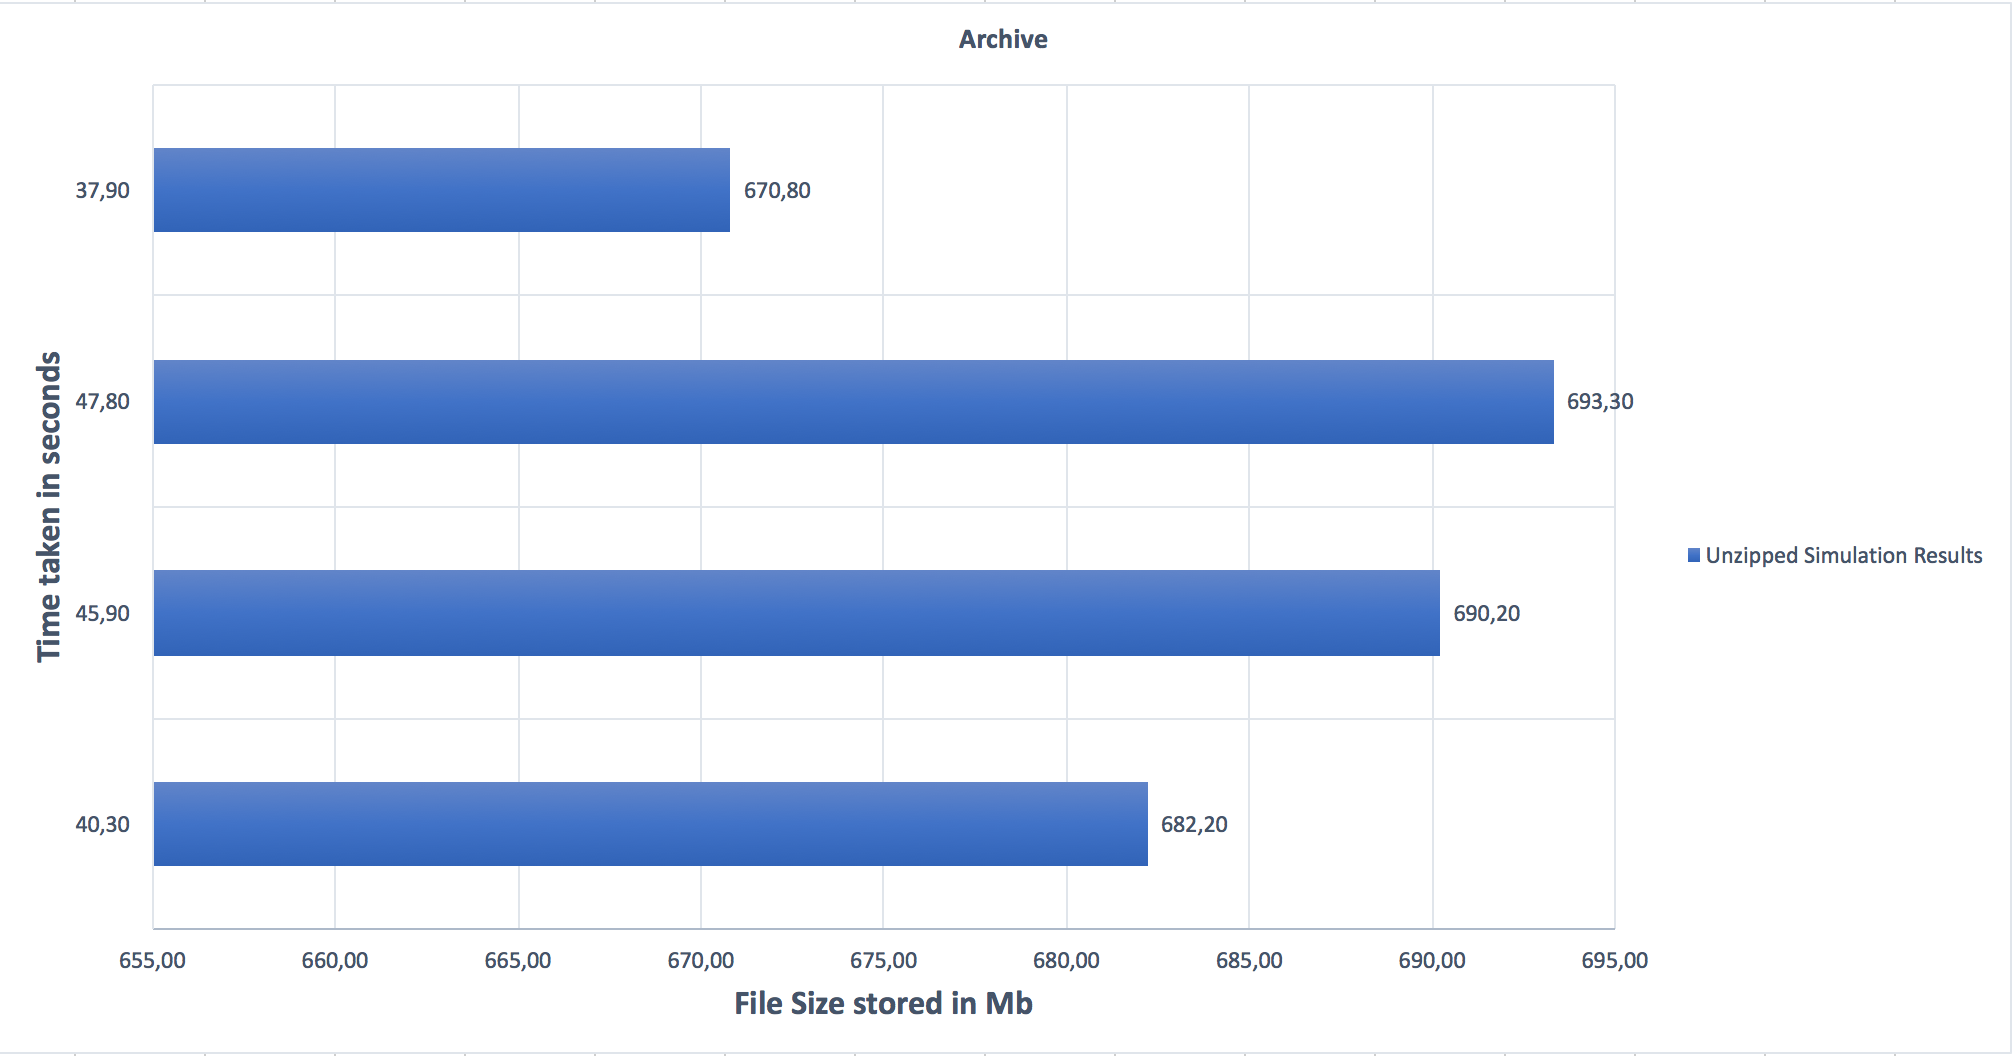 Archive
37,90
670,80
47,80
693,30
45,90
690,20
40,30
682,20
Time taken in seconds
655,00 660,00 665,00 670,00 675,00 680,00 685,00 690,00 695,00
File Size stored in Mb
Unzipped Simulation Results